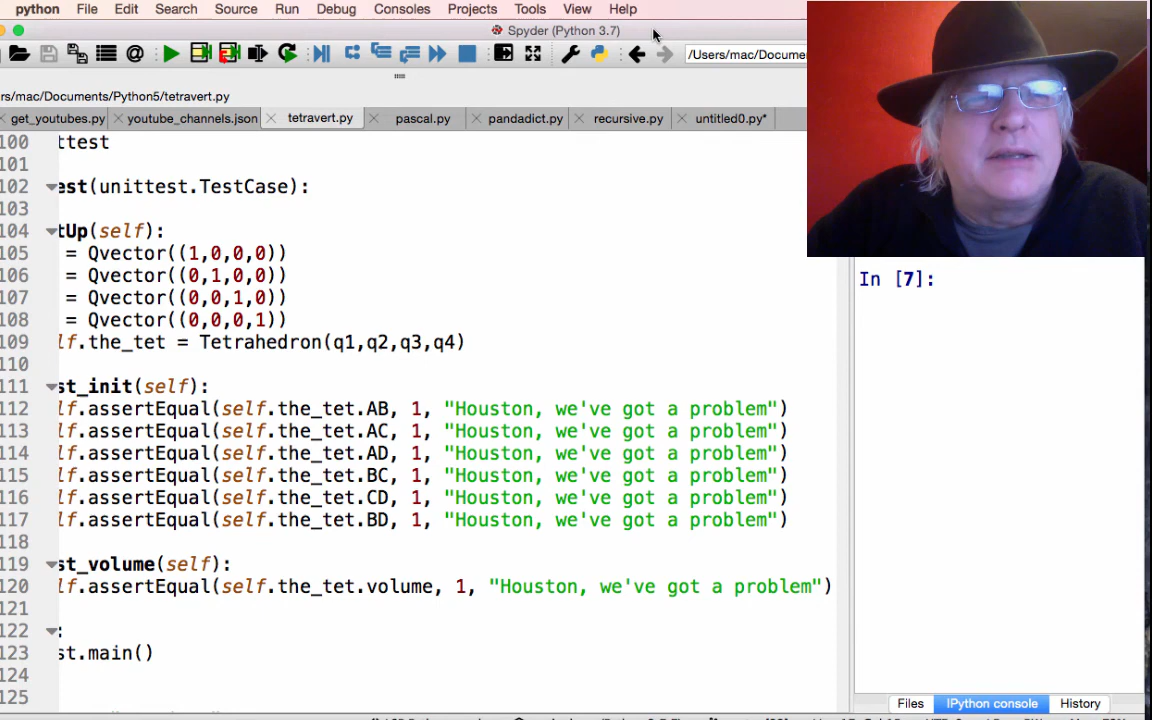 python File Edit Search Source Run Debug Consoles Projects Tools View Help
Spyder (Python 3.7)
/Users/mac/Docume
rs/mac/Documents/Python5/tetravert.py
get_youtubes.py youtube_channels.json tetravert.py pascal.py pandadict.py recursive.py untitled0.py*
100 ttest
101
102 est(unittest.TestCase):
103
104 tUp(self):
105 = Qvector((1,0,0,0))
106 = Qvector((0,1,0,0))
107 = Qvector((0,0,1,0))
108 = Qvector((0,0,0,1))
109 lf.the_tet = Tetrahedron(q1,q2,q3,q4)
110
111 st_init(self):
112 lf.assertEqual(self.the_tet.AB, 1, "Houston, we've got a problem")
113 lf.assertEqual(self.the_tet.AC, 1, "Houston, we've got a problem")
114 lf.assertEqual(self.the_tet.AD, 1, "Houston, we've got a problem")
115 lf.assertEqual(self.the_tet.BC, 1, "Houston, we've got a problem")
116 lf.assertEqual(self.the_tet.CD, 1, "Houston, we've got a problem")
117 lf.assertEqual(self.the_tet.BD, 1, "Houston, we've got a problem")
118
119 st_volume(self):
120 lf.assertEqual(self.the_tet.volume, 1, "Houston, we've got a problem")
121
122 :
123 st.main()
124
125
In [7]:
Files IPython console History